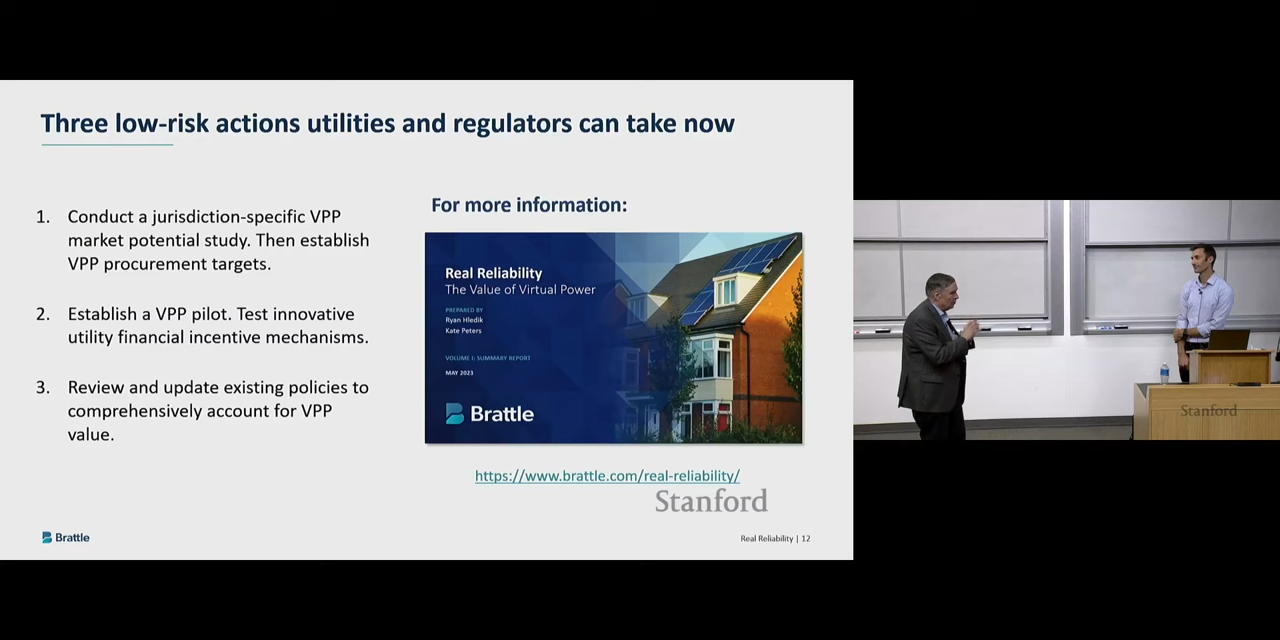 Three low-risk actions utilities and regulators can take now
1. Conduct a jurisdiction-specific VPP
market potential study. Then establish
VPP procurement targets.
2. Establish a VPP pilot. Test innovative
utility financial incentive mechanisms.
3. Review and update existing policies to
comprehensively account for VPP
value.
For more information:
Real Reliability
The Value of Virtual Power
PREPARED BY
Ryan Hledik
Kate Peters
VOLUME I: SUMMARY REPORT
MAY 2023
Brattle
https://www.brattle.com/real-reliability/
Stanford
Brattle
Real Reliability | 12
Stanford